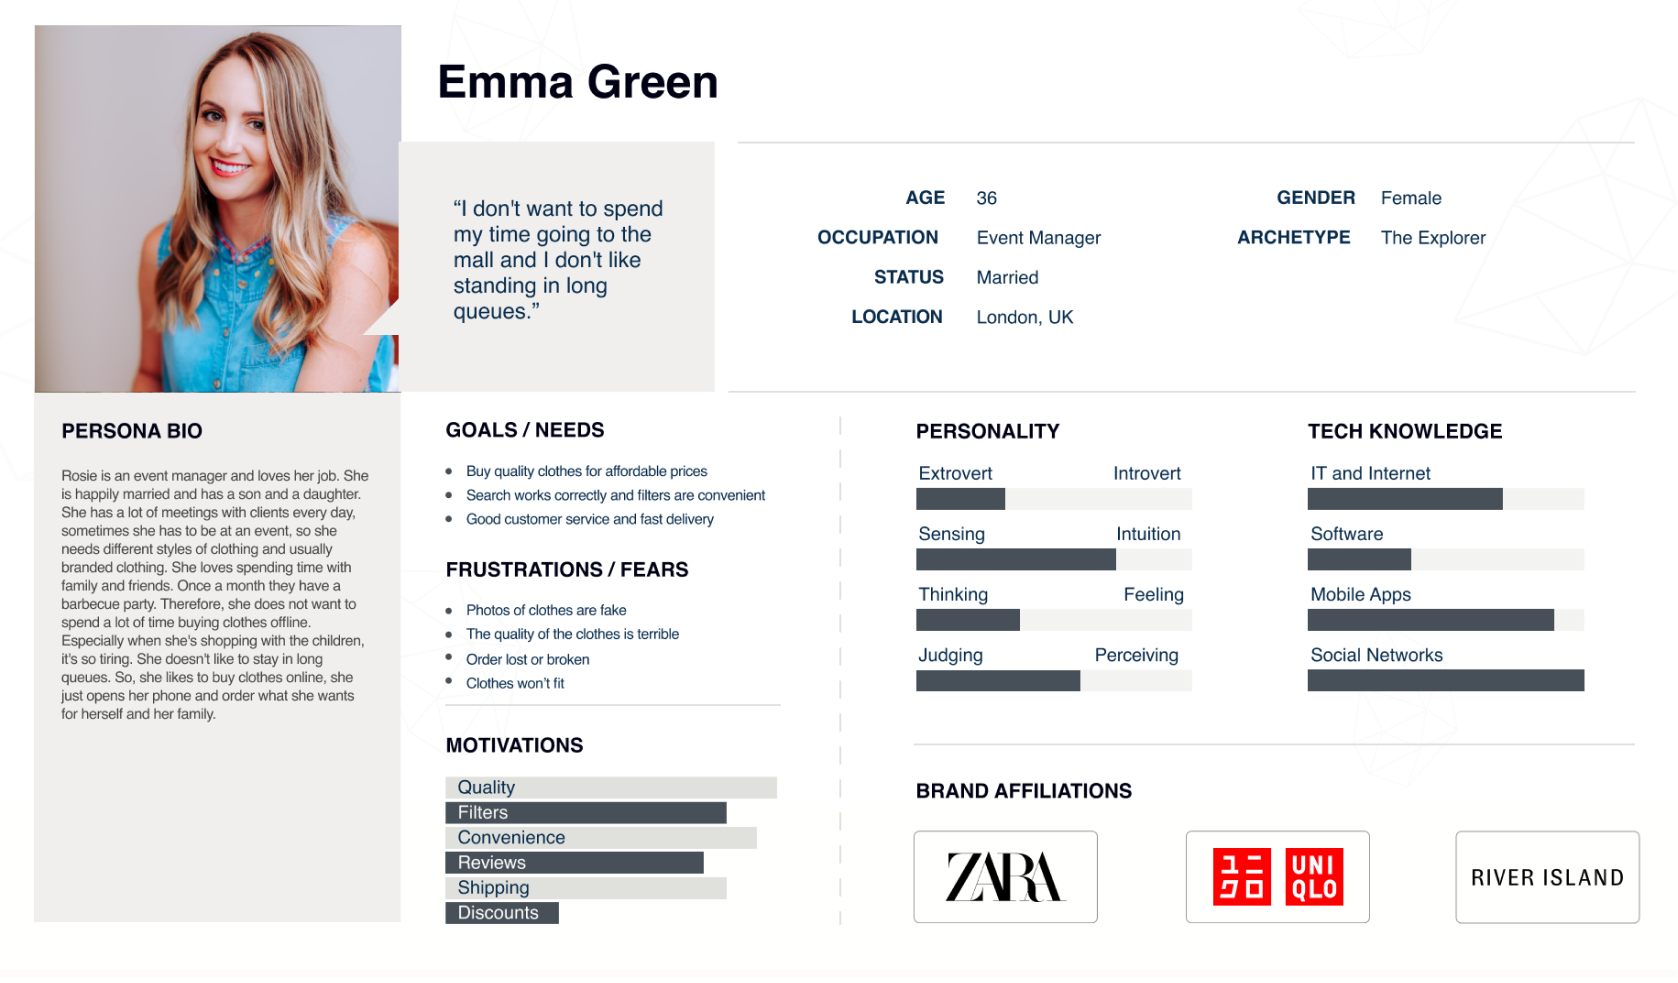 Emma Green
“I don't want to spend
my time going to the
mall and I don't like
standing in long
queues.”
AGE 36
OCCUPATION Event Manager
STATUS Married
LOCATION London, UK
GENDER Female
ARCHETYPE The Explorer
PERSONA BIO
Rosie is an event manager and loves her job. She
is happily married and has a son and a daughter.
She has a lot of meetings with clients every day,
sometimes she has to be at an event, so she
needs different styles of clothing and usually
branded clothing. She loves spending time with
family and friends. Once a month they have a
barbecue party. Therefore, she does not want to
spend a lot of time buying clothes offline.
Especially when she's shopping with the children,
it's so tiring. She doesn't like to stay in long
queues. So, she likes to buy clothes online, she
just opens her phone and order what she wants
for herself and her family.
GOALS / NEEDS
Buy quality clothes for affordable prices
Search works correctly and filters are convenient
Good customer service and fast delivery
FRUSTRATIONS / FEARS
Photos of clothes are fake
The quality of the clothes is terrible
Order lost or broken
Clothes won’t fit
MOTIVATIONS
Quality
Filters
Convenience
Reviews
Shipping
Discounts
PERSONALITY
Extrovert Introvert
Sensing Intuition
Thinking Feeling
Judging Perceiving
TECH KNOWLEDGE
IT and Internet
Software
Mobile Apps
Social Networks
BRAND AFFILIATIONS
ZARA
ユニ
クロ
UNI
QLO
RIVER ISLAND